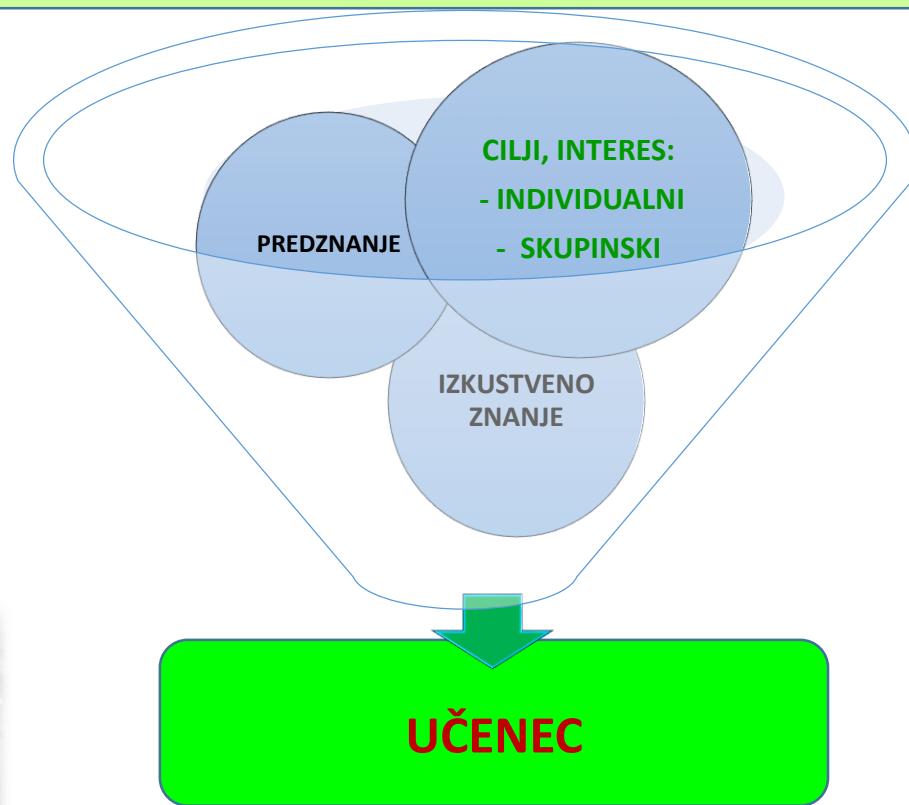 CILJI, INTERES:
- INDIVIDUALNI
- SKUPINSKI
PREDZNANJE
IZKUSTVENO
ZNANJE
UČENEC